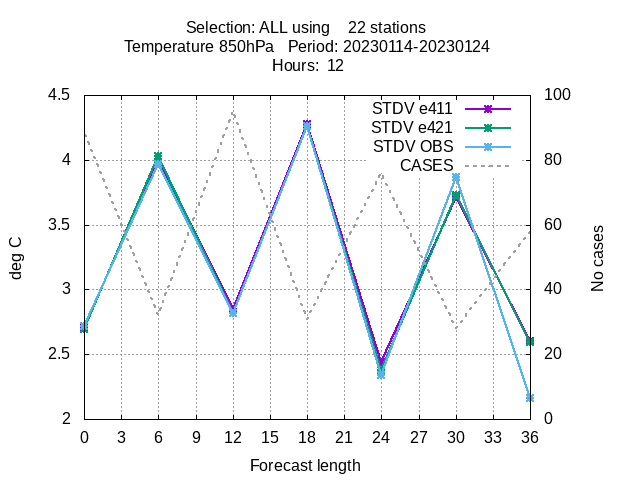 Selection: ALL using    22 stations
Temperature 850hPa   Period: 20230114-20230124
Hours:  12
4.5
4
3.5
3
2.5
2
deg C
100
80
60
40
20
0
No cases
STDV e411
STDV e421
STDV OBS
CASES
0 3 6 9 12 15 18 21 24 27 30 33 36
Forecast length